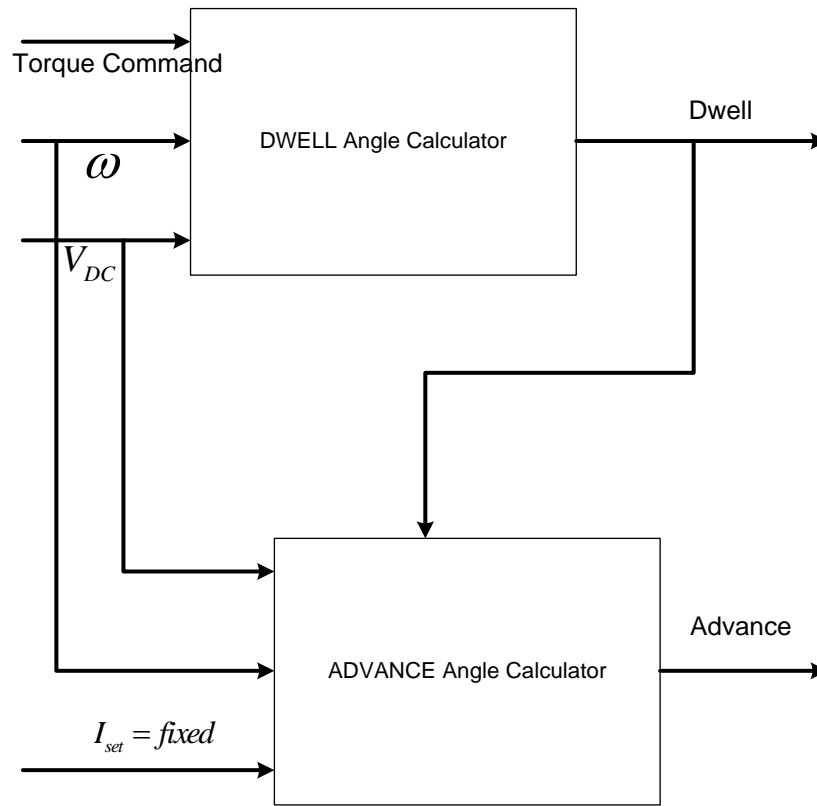 Torque Command
Dwell
DWELL Angle Calculator
ω
V_DC
Advance
ADVANCE Angle Calculator
I_set = fixed